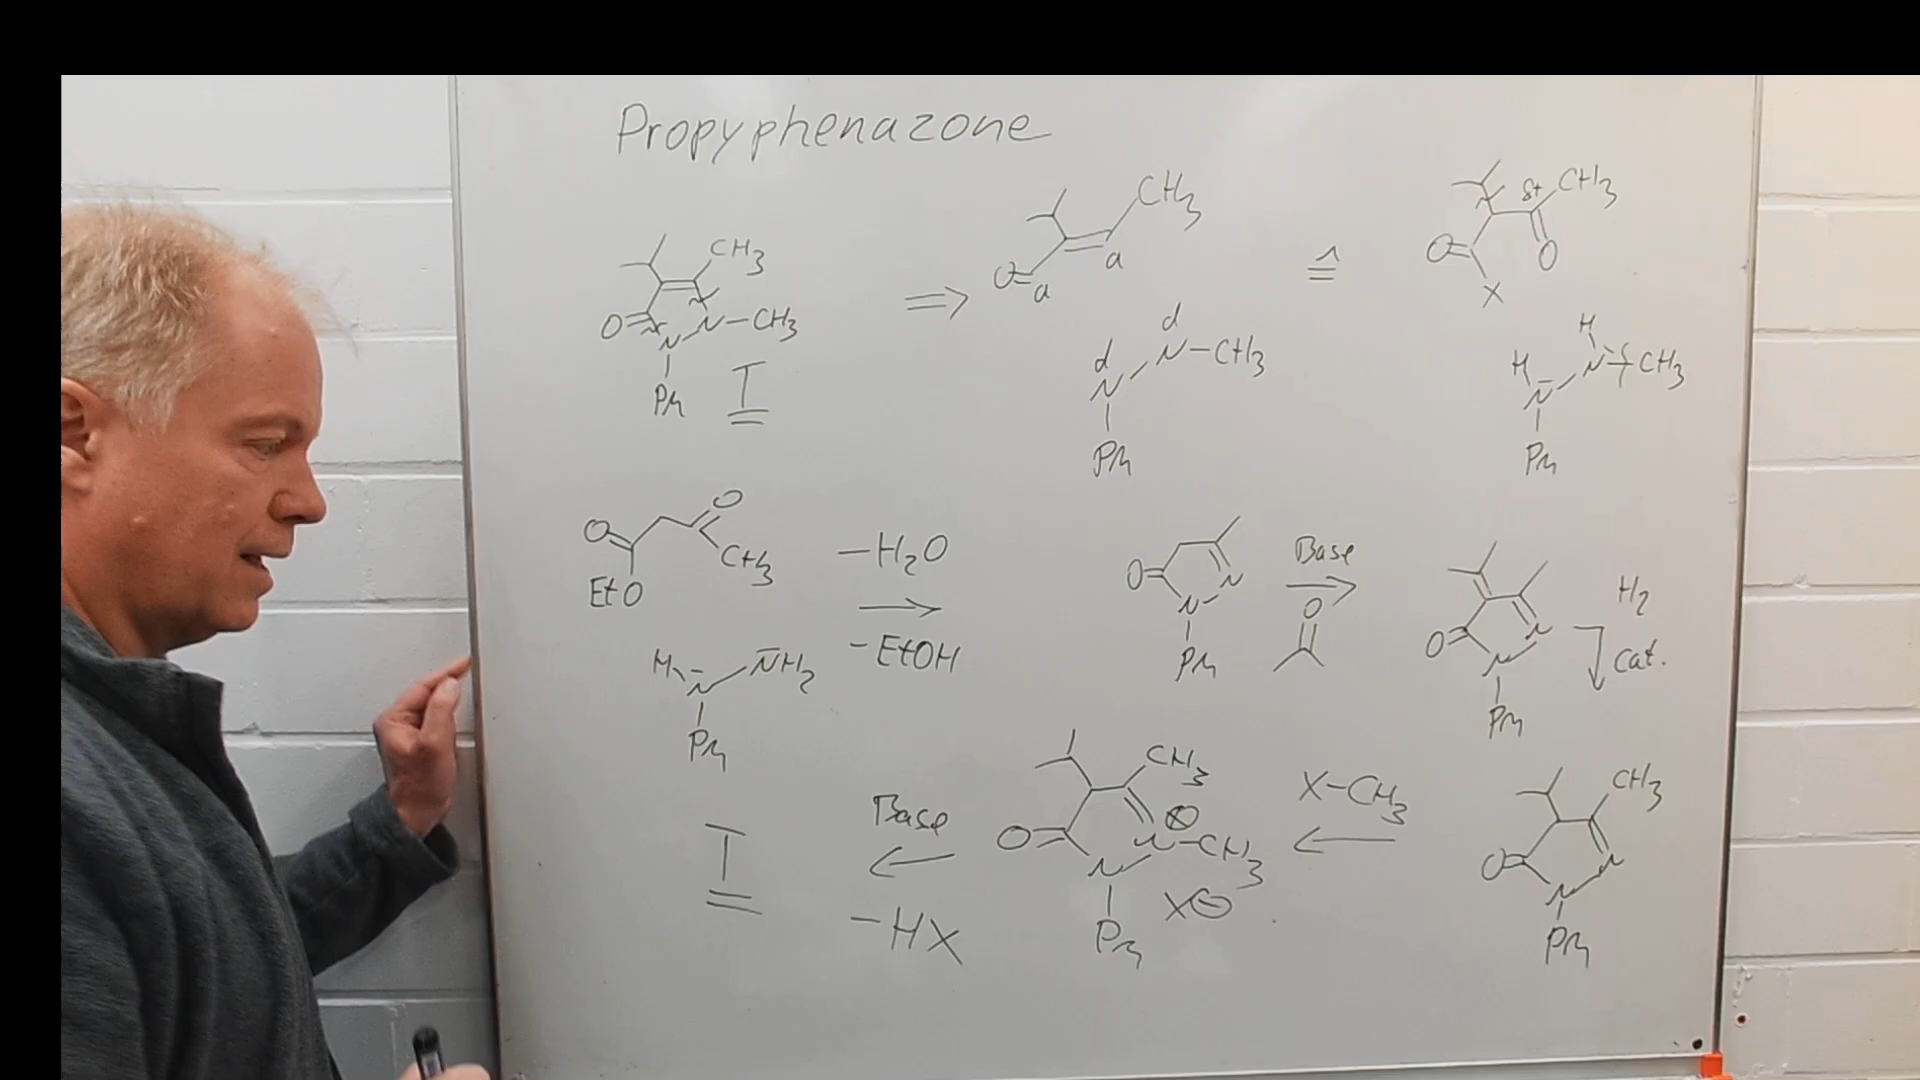 Propyphenazone
CH3
O
N
N-CH3
Ph
I
⇒
CH3
O
a
a
d
d
N
N-CH3
Ph
≙
δ+
CH3
O
O
X
H
H
N
N
CH3
Ph
O
O
CH3
EtO
H
N
NH2
Ph
-H2O
-EtOH
O
N
N
Ph
Base
O
O
N
N
Ph
H2
Cat.
CH3
O
N
N
Ph
X-CH3
CH3
O
⊕
N
N-CH3
Ph
X⊖
Base
-HX
I